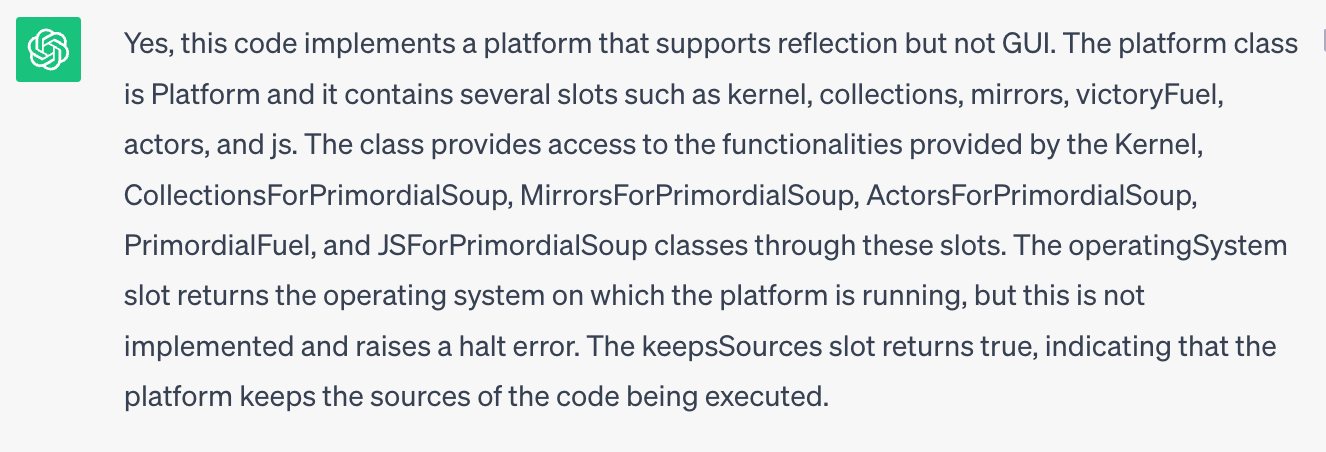 Yes, this code implements a platform that supports reflection but not GUI. The platform class
is Platform and it contains several slots such as kernel, collections, mirrors, victoryFuel,
actors, and js. The class provides access to the functionalities provided by the Kernel,
CollectionsForPrimordialSoup, MirrorsForPrimordialSoup, ActorsForPrimordialSoup,
PrimordialFuel, and JSForPrimordialSoup classes through these slots. The operatingSystem
slot returns the operating system on which the platform is running, but this is not
implemented and raises a halt error. The keepsSources slot returns true, indicating that the
platform keeps the sources of the code being executed.